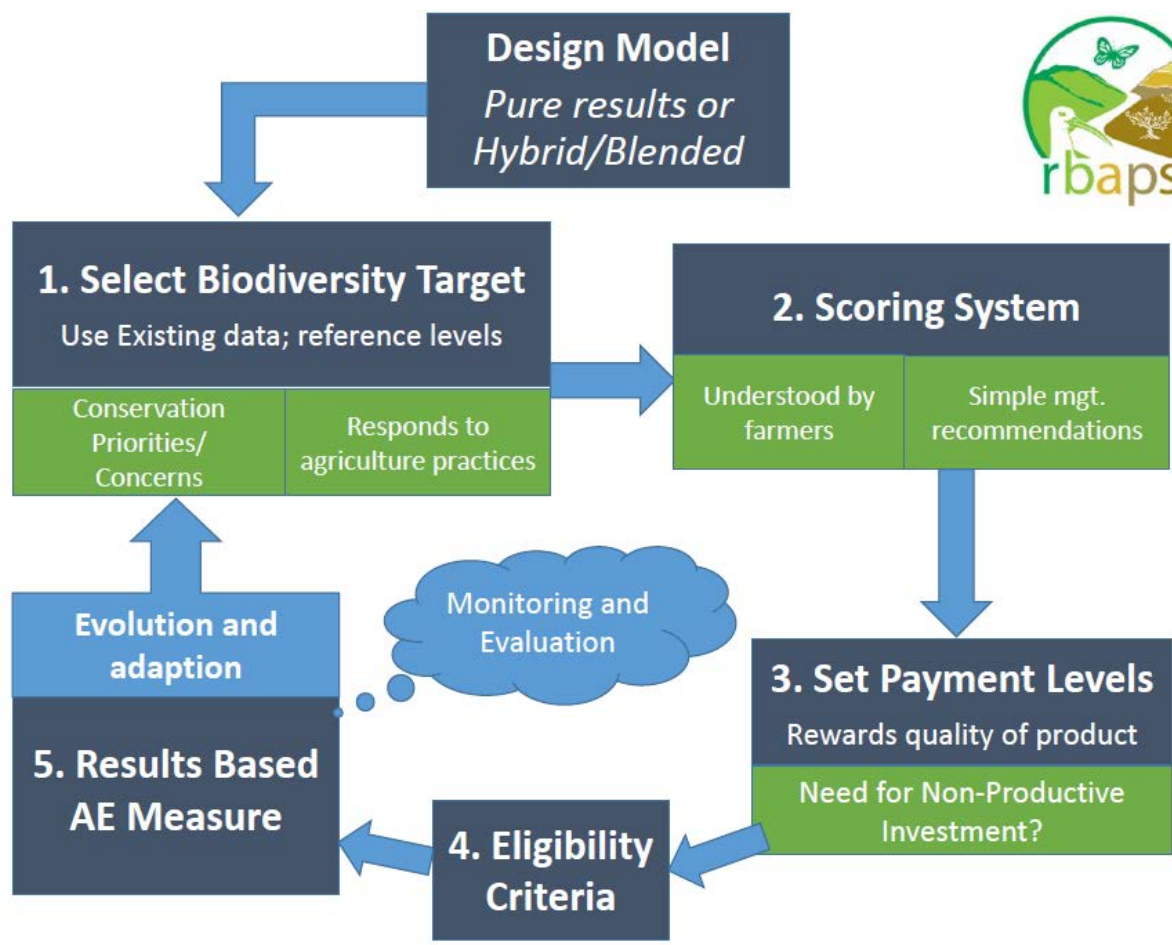 Design Model
Pure results or
Hybrid/Blended
rbaps
1. Select Biodiversity Target
Use Existing data; reference levels
Conservation
Priorities/
Concerns
Responds to
agriculture practices
2. Scoring System
Understood by
farmers
Simple mgt.
recommendations
3. Set Payment Levels
Rewards quality of product
Need for Non-Productive
Investment?
4. Eligibility
Criteria
5. Results Based
AE Measure
Evolution and
adaption
Monitoring and
Evaluation